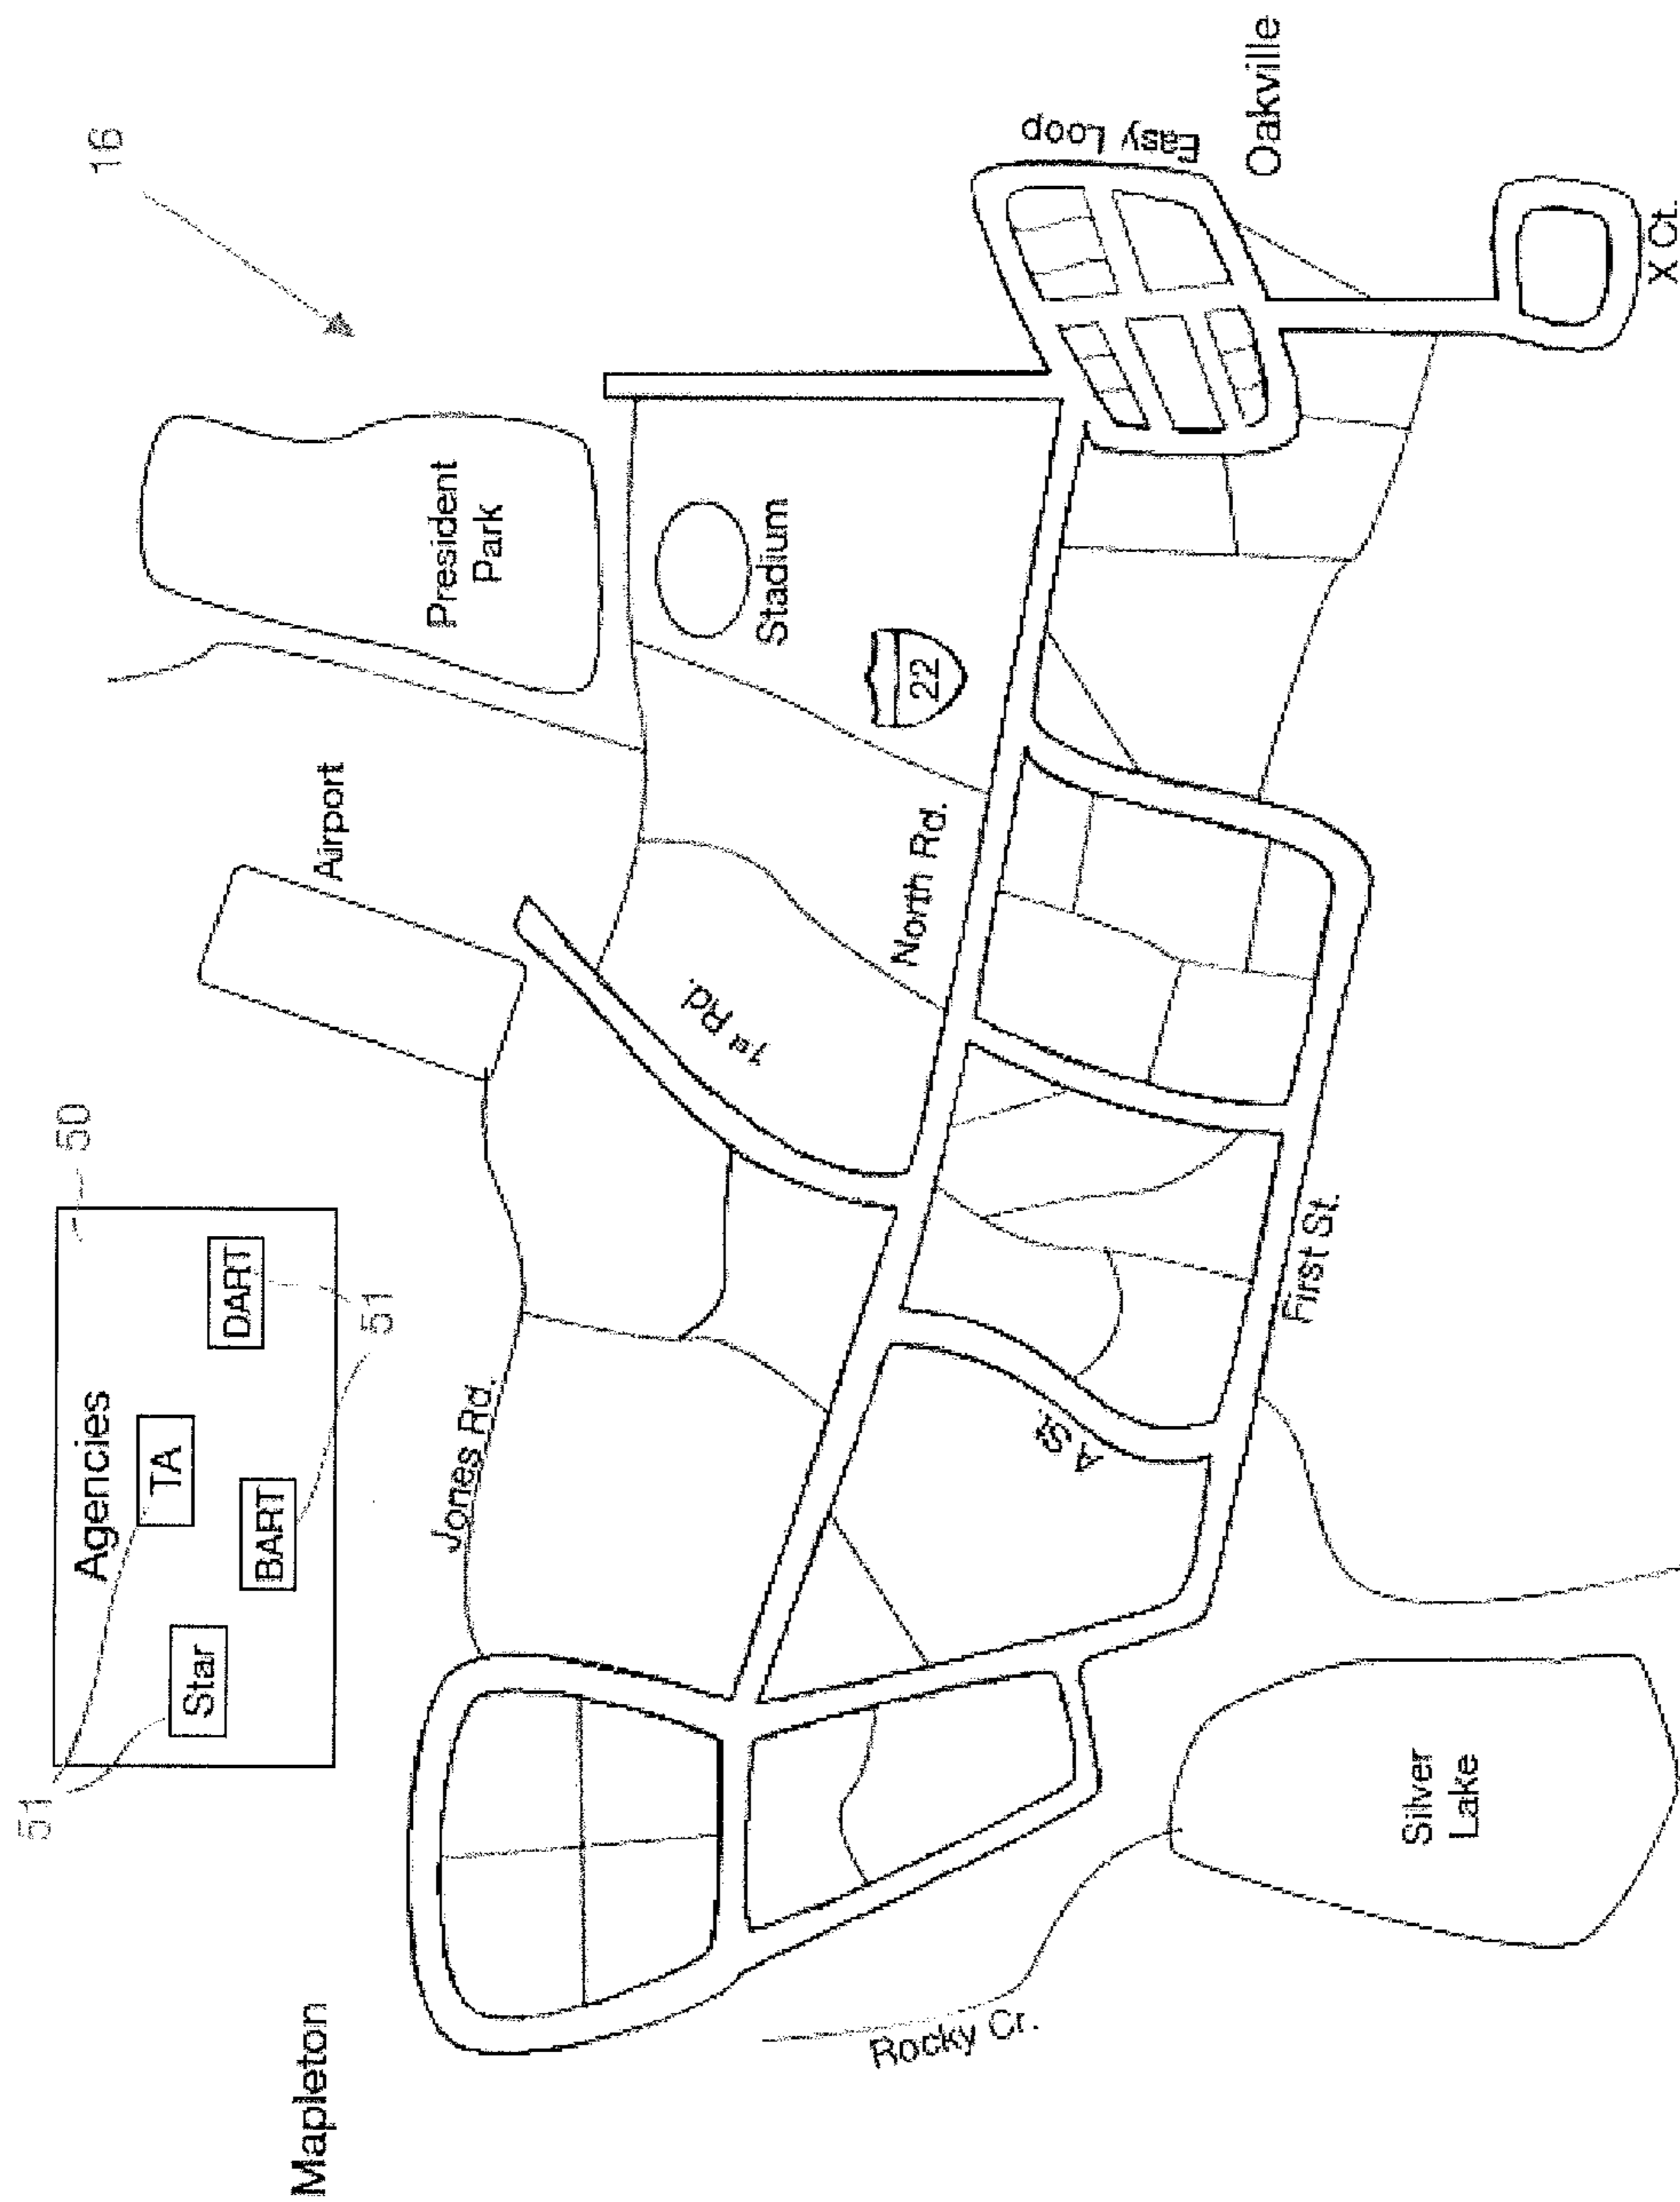 Mapleton
51
Agencies
50
Star
TA
BART
DART
51
16
Jones Rd.
Airport
President
Park
Stadium
22
1st Rd.
North Rd.
A St.
First St.
Rocky Cr.
Silver
Lake
Easy Loop
Oakville
X Ct.